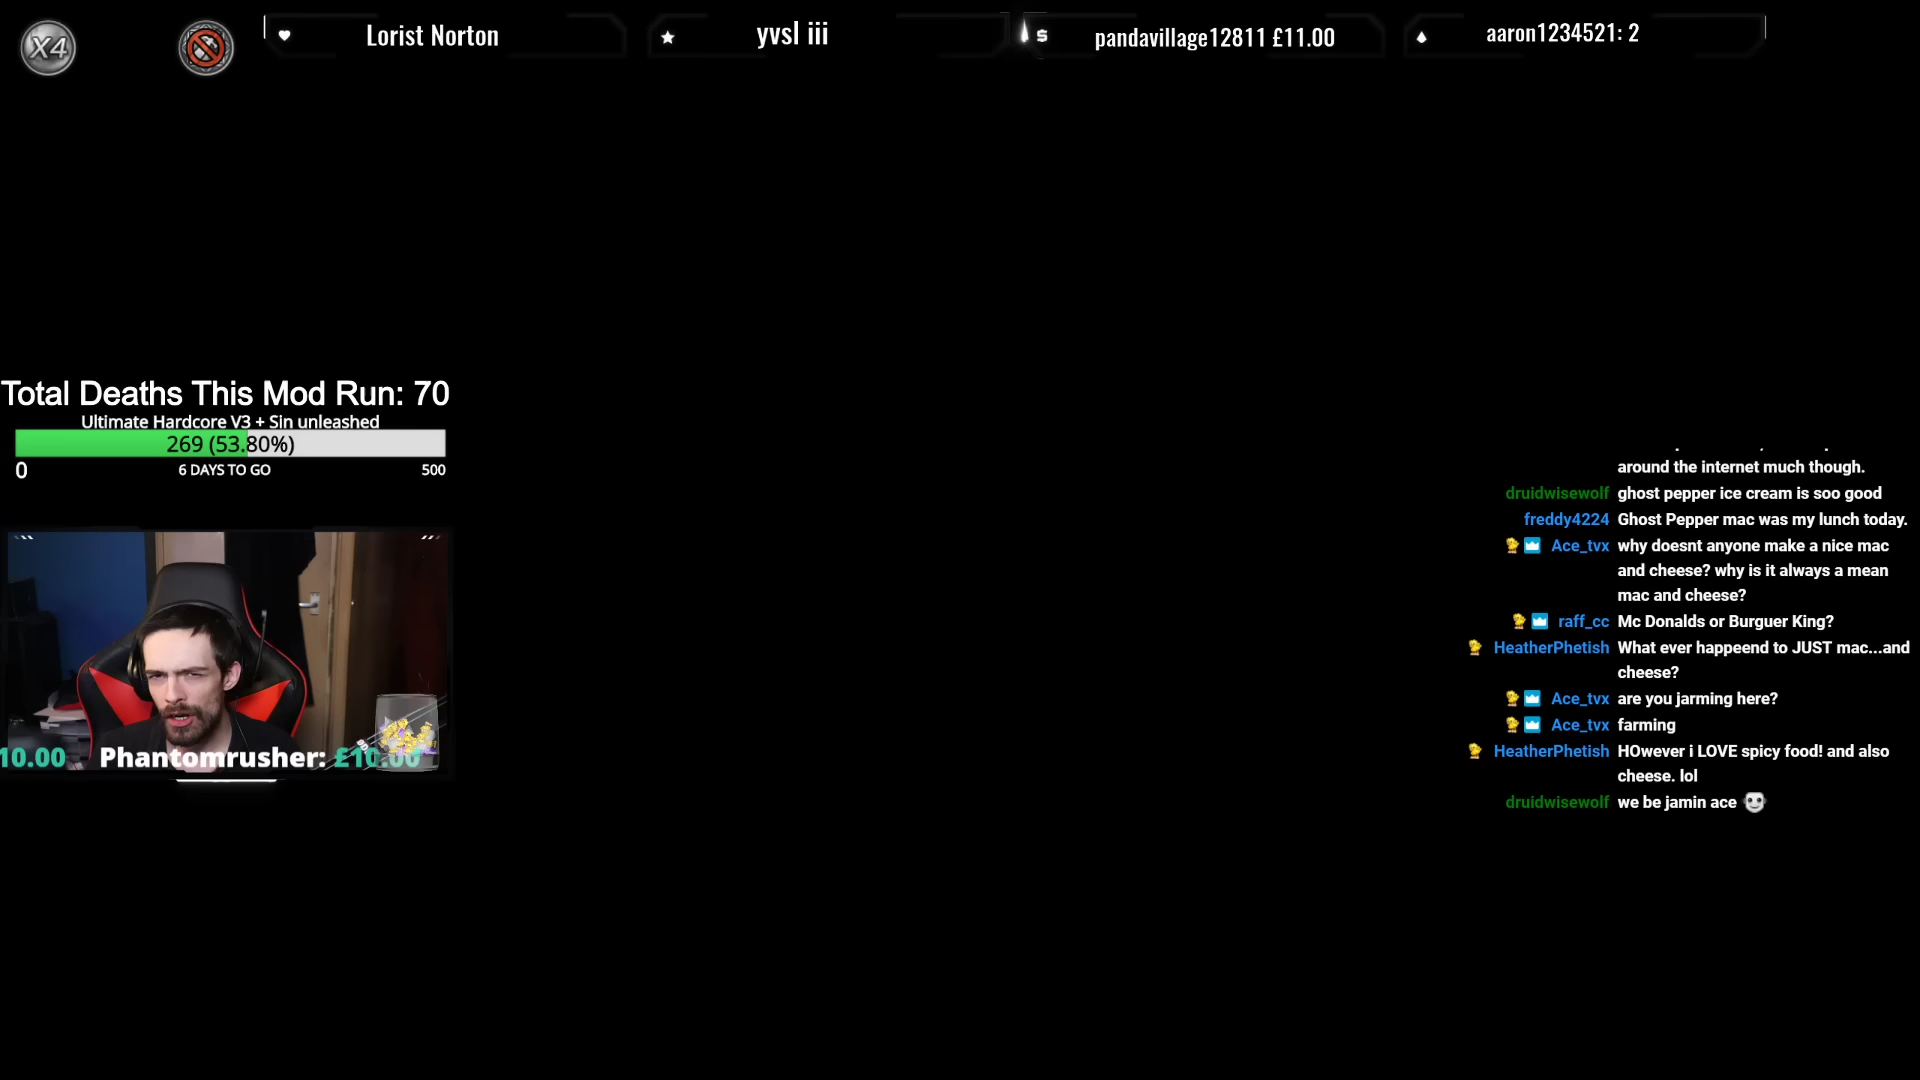 X4
Lorist Norton
yvsl iii
$
pandavillage12811 £11.00
aaron1234521: 2
Total Deaths This Mod Run: 70
Ultimate Hardcore V3 + Sin unleashed
269 (53.80%)
0
6 DAYS TO GO
500
10.00
Phantomrusher: £10.00
around the internet much though.
druidwisewolf ghost pepper ice cream is soo good
freddy4224 Ghost Pepper mac was my lunch today.
Ace_tvx why doesnt anyone make a nice mac
and cheese? why is it always a mean
mac and cheese?
raff_cc Mc Donalds or Burguer King?
HeatherPhetish What ever happeend to JUST mac...and
cheese?
Ace_tvx are you jarming here?
Ace_tvx farming
HeatherPhetish HOwever i LOVE spicy food! and also
cheese. lol
druidwisewolf we be jamin ace